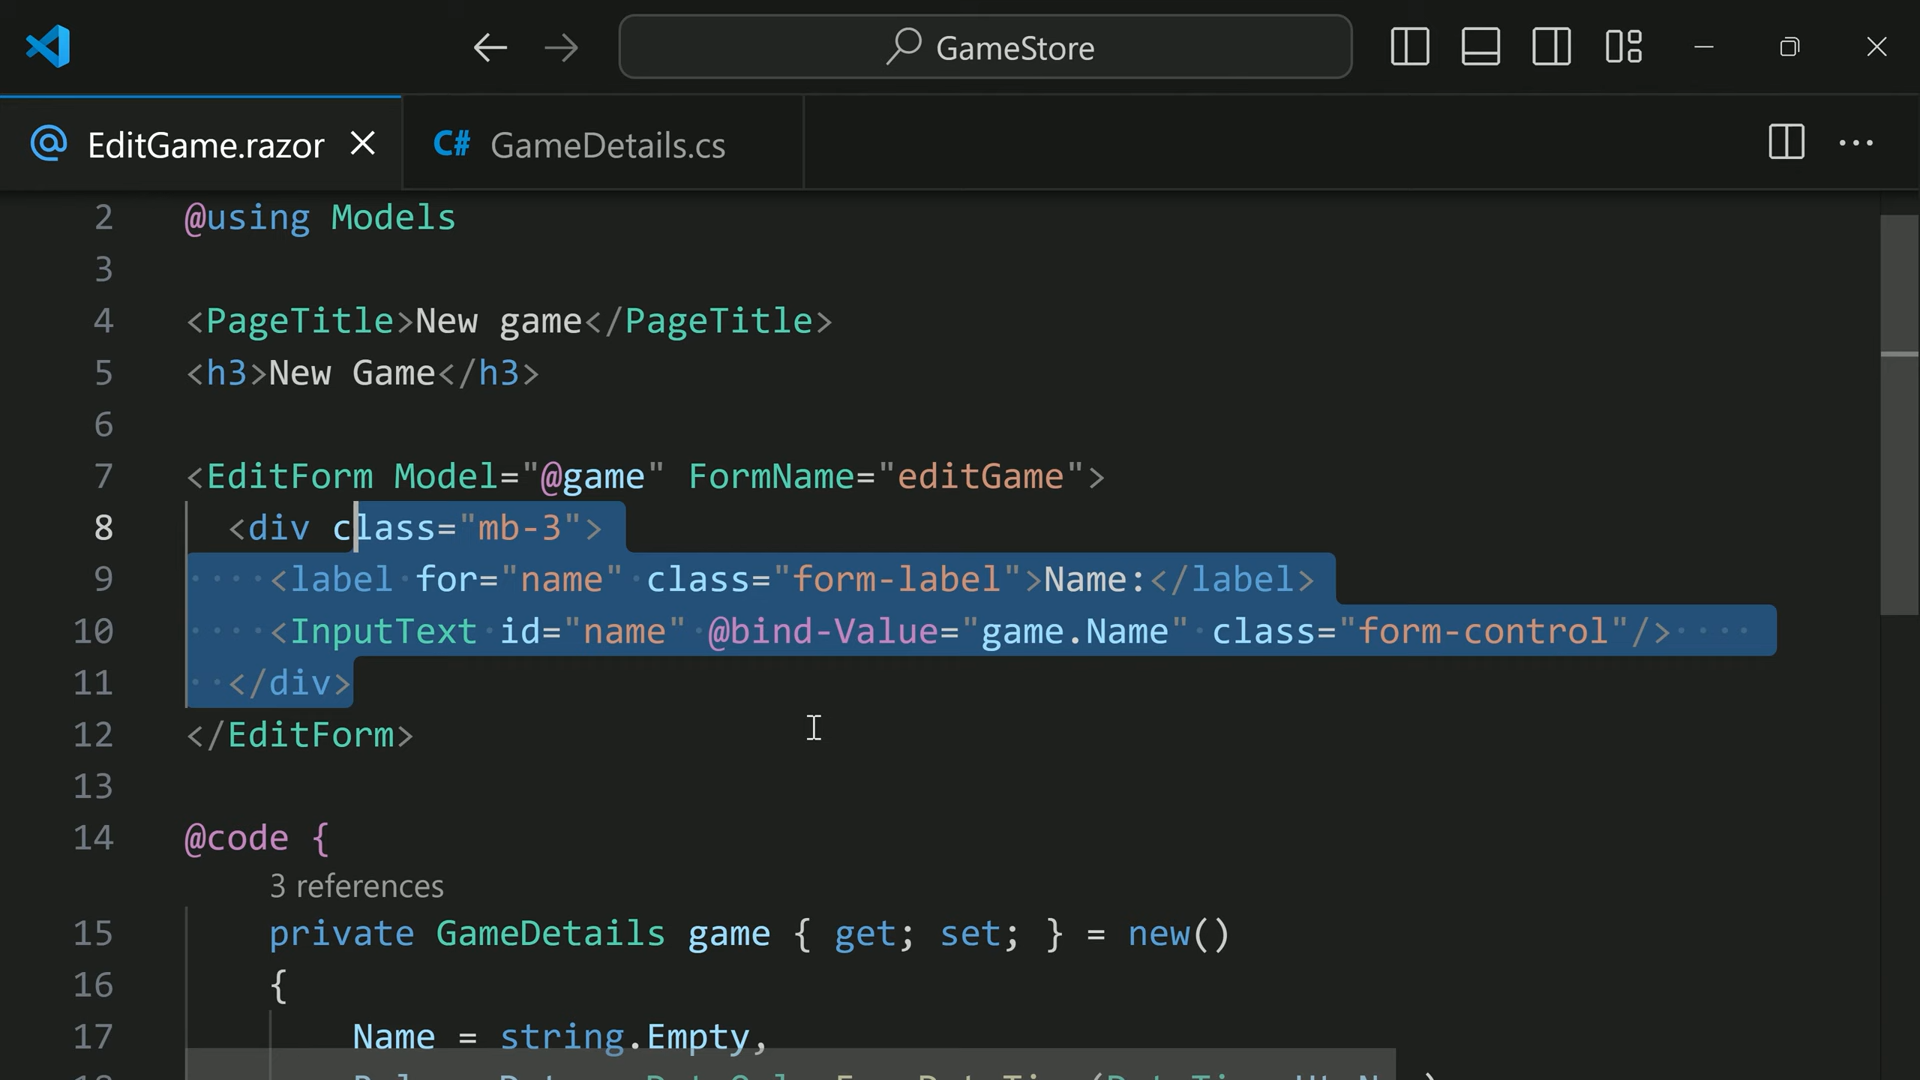 GameStore
EditGame.razor
C# GameDetails.cs
2 @using Models
3
4 <PageTitle>New game</PageTitle>
5 <h3>New Game</h3>
6
7 <EditForm Model="@game" FormName="editGame">
8 <div class="mb-3">
9 <label for="name" class="form-label">Name:</label>
10 <InputText id="name" @bind-Value="game.Name" class="form-control"/>
11 </div>
12 </EditForm>
13
14 @code {
3 references
15 private GameDetails game { get; set; } = new()
16 {
17 Name = string.Empty,